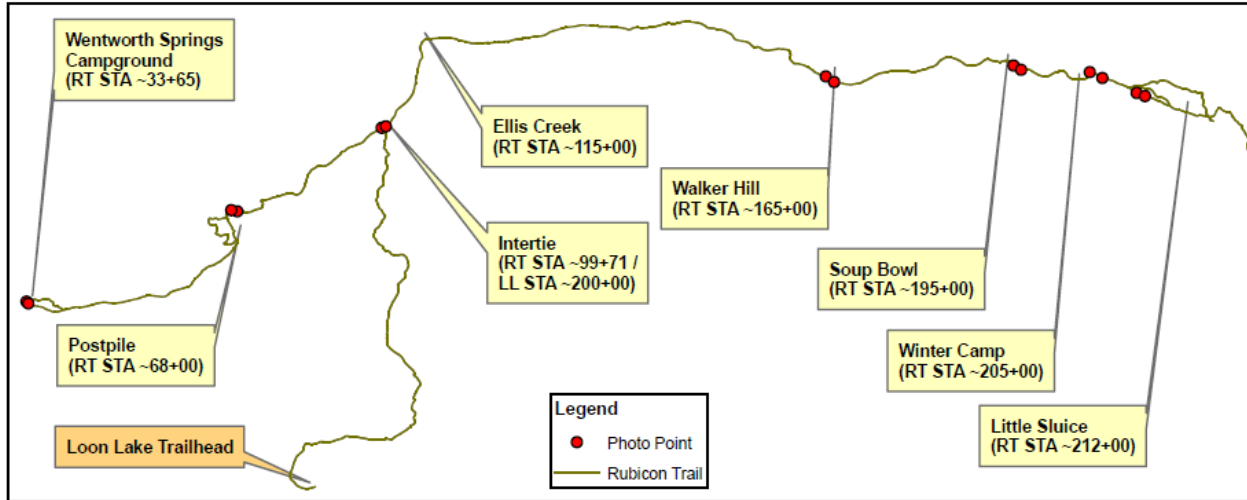 Wentworth Springs
Campground
(RT STA ~33+65)
Ellis Creek
(RT STA ~115+00)
Walker Hill
(RT STA ~165+00)
Intertie
(RT STA ~99+71 /
LL STA ~200+00)
Soup Bowl
(RT STA ~195+00)
Postpile
(RT STA ~68+00)
Winter Camp
(RT STA ~205+00)
Little Sluice
(RT STA ~212+00)
Loon Lake Trailhead
Legend
Photo Point
Rubicon Trail